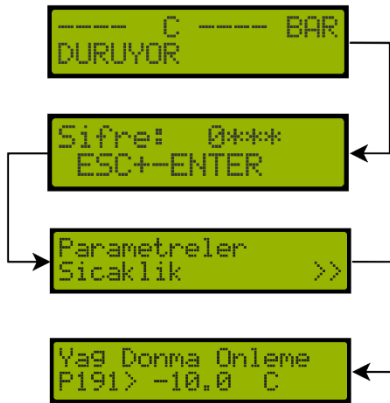 ---- C ---- BAR
DURUYOR
Sifre: 0***
ESC+-ENTER
Parametreler
Sicaklik >>
Yag Donma Onleme
P191> -10.0 C